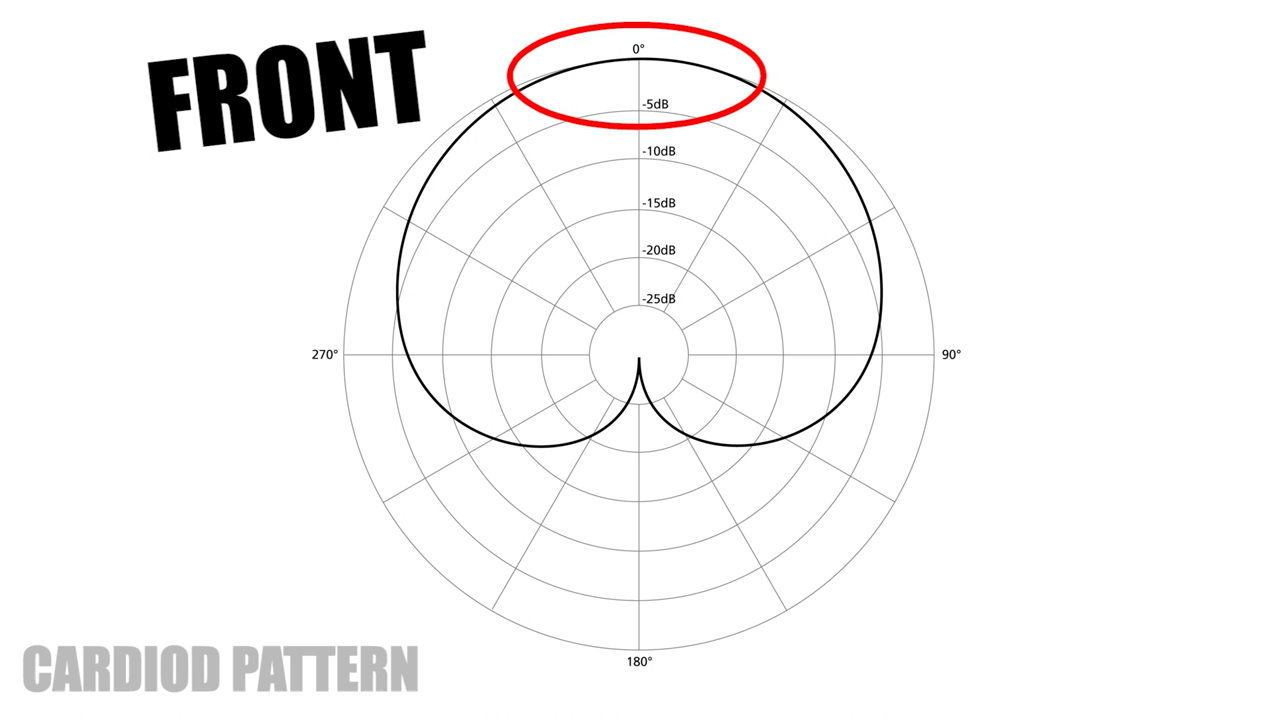 FRONT
0°
-5dB
-10dB
-15dB
-20dB
-25dB
270°
90°
180°
CARDIOD PATTERN